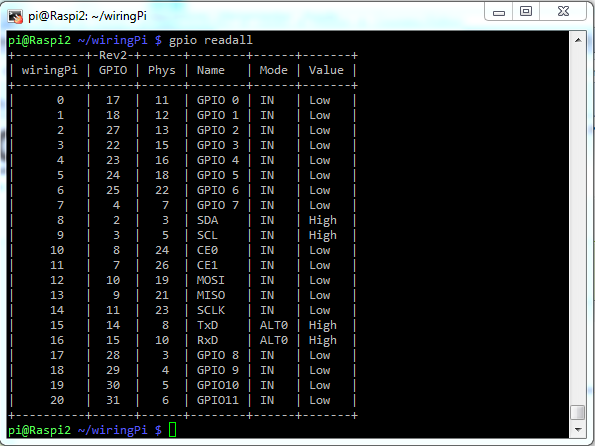 pi@Raspi2: ~/wiringPi
pi@Raspi2 ~/wiringPi $ gpio readall
+----------+-Rev2-+------+--------+------+-------+
| wiringPi | GPIO | Phys | Name   | Mode | Value |
+----------+------+------+--------+------+-------+
|      0   |  17  |  11  | GPIO 0 | IN   | Low   |
|      1   |  18  |  12  | GPIO 1 | IN   | Low   |
|      2   |  27  |  13  | GPIO 2 | IN   | Low   |
|      3   |  22  |  15  | GPIO 3 | IN   | Low   |
|      4   |  23  |  16  | GPIO 4 | IN   | Low   |
|      5   |  24  |  18  | GPIO 5 | IN   | Low   |
|      6   |  25  |  22  | GPIO 6 | IN   | Low   |
|      7   |   4  |   7  | GPIO 7 | IN   | Low   |
|      8   |   2  |   3  | SDA    | IN   | High  |
|      9   |   3  |   5  | SCL    | IN   | High  |
|     10   |   8  |  24  | CE0    | IN   | Low   |
|     11   |   7  |  26  | CE1    | IN   | Low   |
|     12   |  10  |  19  | MOSI   | IN   | Low   |
|     13   |   9  |  21  | MISO   | IN   | Low   |
|     14   |  11  |  23  | SCLK   | IN   | Low   |
|     15   |  14  |   8  | TxD    | ALT0 | High  |
|     16   |  15  |  10  | RxD    | ALT0 | High  |
|     17   |  28  |   3  | GPIO 8 | IN   | Low   |
|     18   |  29  |   4  | GPIO 9 | IN   | Low   |
|     19   |  30  |   5  | GPIO10 | IN   | Low   |
|     20   |  31  |   6  | GPIO11 | IN   | Low   |
+----------+------+------+--------+------+-------+
pi@Raspi2 ~/wiringPi $